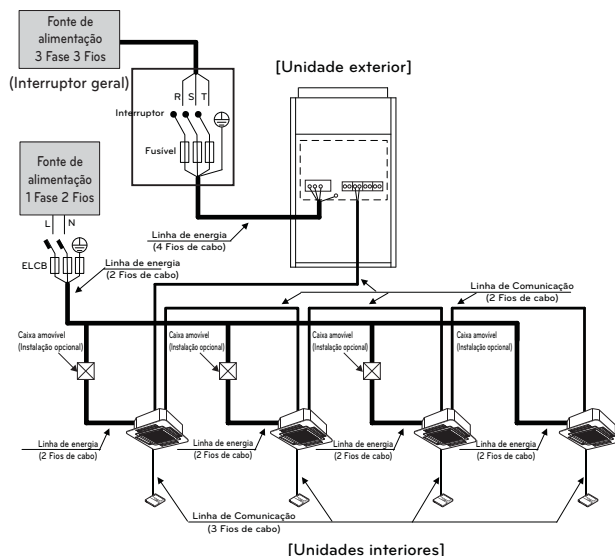 Fonte de
alimentação
3 Fase 3 Fios
(Interruptor geral)
[Unidade exterior]
R S T
Interruptor
Fusível
Fonte de
alimentação
1 Fase 2 Fios
L N
ELCB
Linha de energia
(2 Fios de cabo)
Linha de energia
(4 Fios de cabo)
Linha de Comunicação
(2 Fios de cabo)
Caixa amovível
(Instalação opcional)
Caixa amovível
(Instalação opcional)
Caixa amovível
(Instalação opcional)
Caixa amovível
(Instalação opcional)
Linha de energia
(2 Fios de cabo)
Linha de energia
(2 Fios de cabo)
Linha de energia
(2 Fios de cabo)
Linha de energia
(2 Fios de cabo)
Linha de Comunicação
(3 Fios de cabo)
[Unidades interiores]